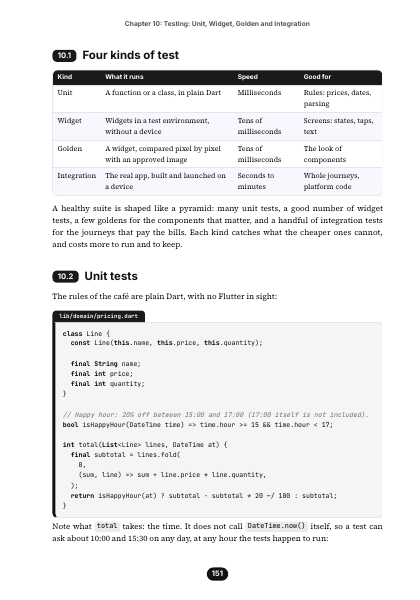 Chapter 10: Testing: Unit, Widget, Golden and Integration
10.1 Four kinds of test
Kind What it runs Speed Good for
Unit A function or a class, in plain Dart Milliseconds Rules: prices, dates,
parsing
Widget Widgets in a test environment, Tens of Screens: states, taps,
without a device milliseconds text
Golden A widget, compared pixel by pixel Tens of The look of
with an approved image milliseconds components
Integration The real app, built and launched on Seconds to Whole journeys,
a device minutes platform code
A healthy suite is shaped like a pyramid: many unit tests, a good number of widget
tests, a few goldens for the components that matter, and a handful of integration tests
for the journeys that pay the bills. Each kind catches what the cheaper ones cannot,
and costs more to run and to keep.
10.2 Unit tests
The rules of the café are plain Dart, with no Flutter in sight:
lib/domain/pricing.dart
class Line {
  const Line(this.name, this.price, this.quantity);
  final String name;
  final int price;
  final int quantity;
}
// Happy hour: 20% off between 15:00 and 17:00 (17:00 itself is not included).
bool isHappyHour(DateTime time) => time.hour >= 15 && time.hour < 17;
int total(List<Line> lines, DateTime at) {
  final subtotal = lines.fold(
    0,
    (sum, line) => sum + line.price * line.quantity,
  );
  return isHappyHour(at) ? subtotal - subtotal * 20 ~/ 100 : subtotal;
}
Note what total takes: the time. It does not call DateTime.now() itself, so a test can
ask about 10:00 and 15:30 on any day, at any hour the tests happen to run:
151